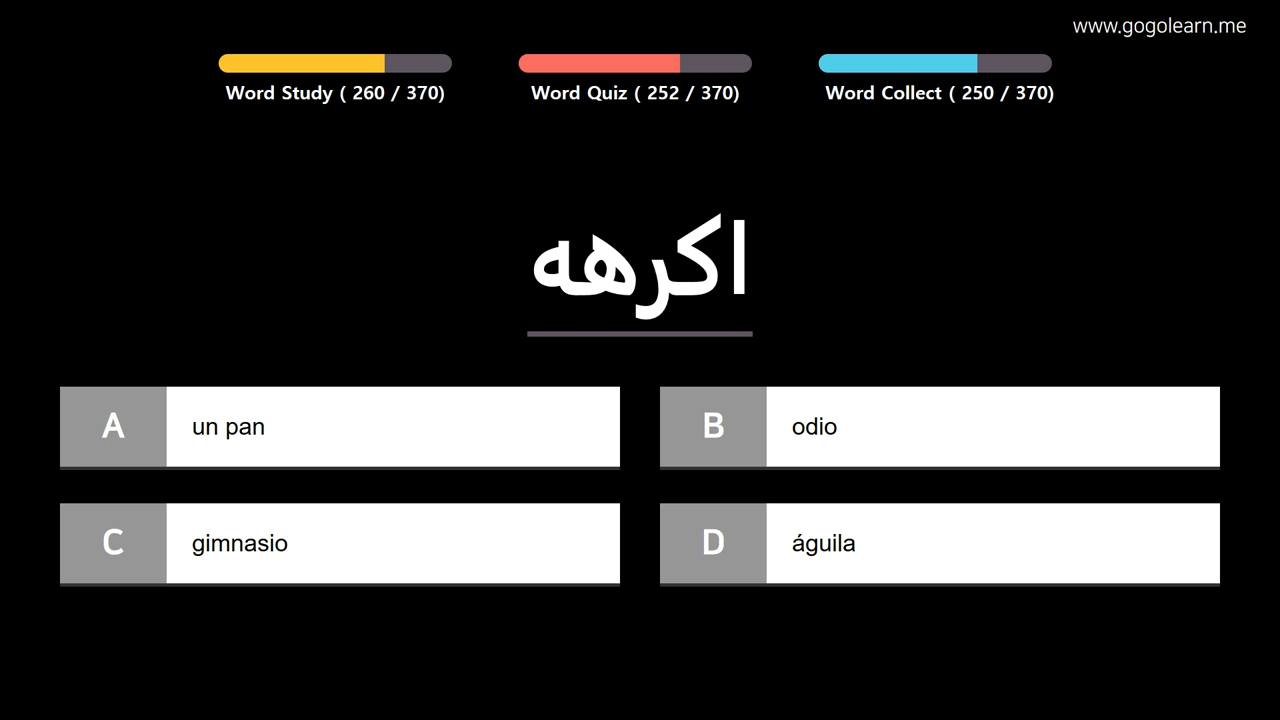 www.gogolearn.me
Word Study ( 260 / 370)
Word Quiz ( 252 / 370)
Word Collect ( 250 / 370)
اكرهه
A un pan
B odio
C gimnasio
D águila